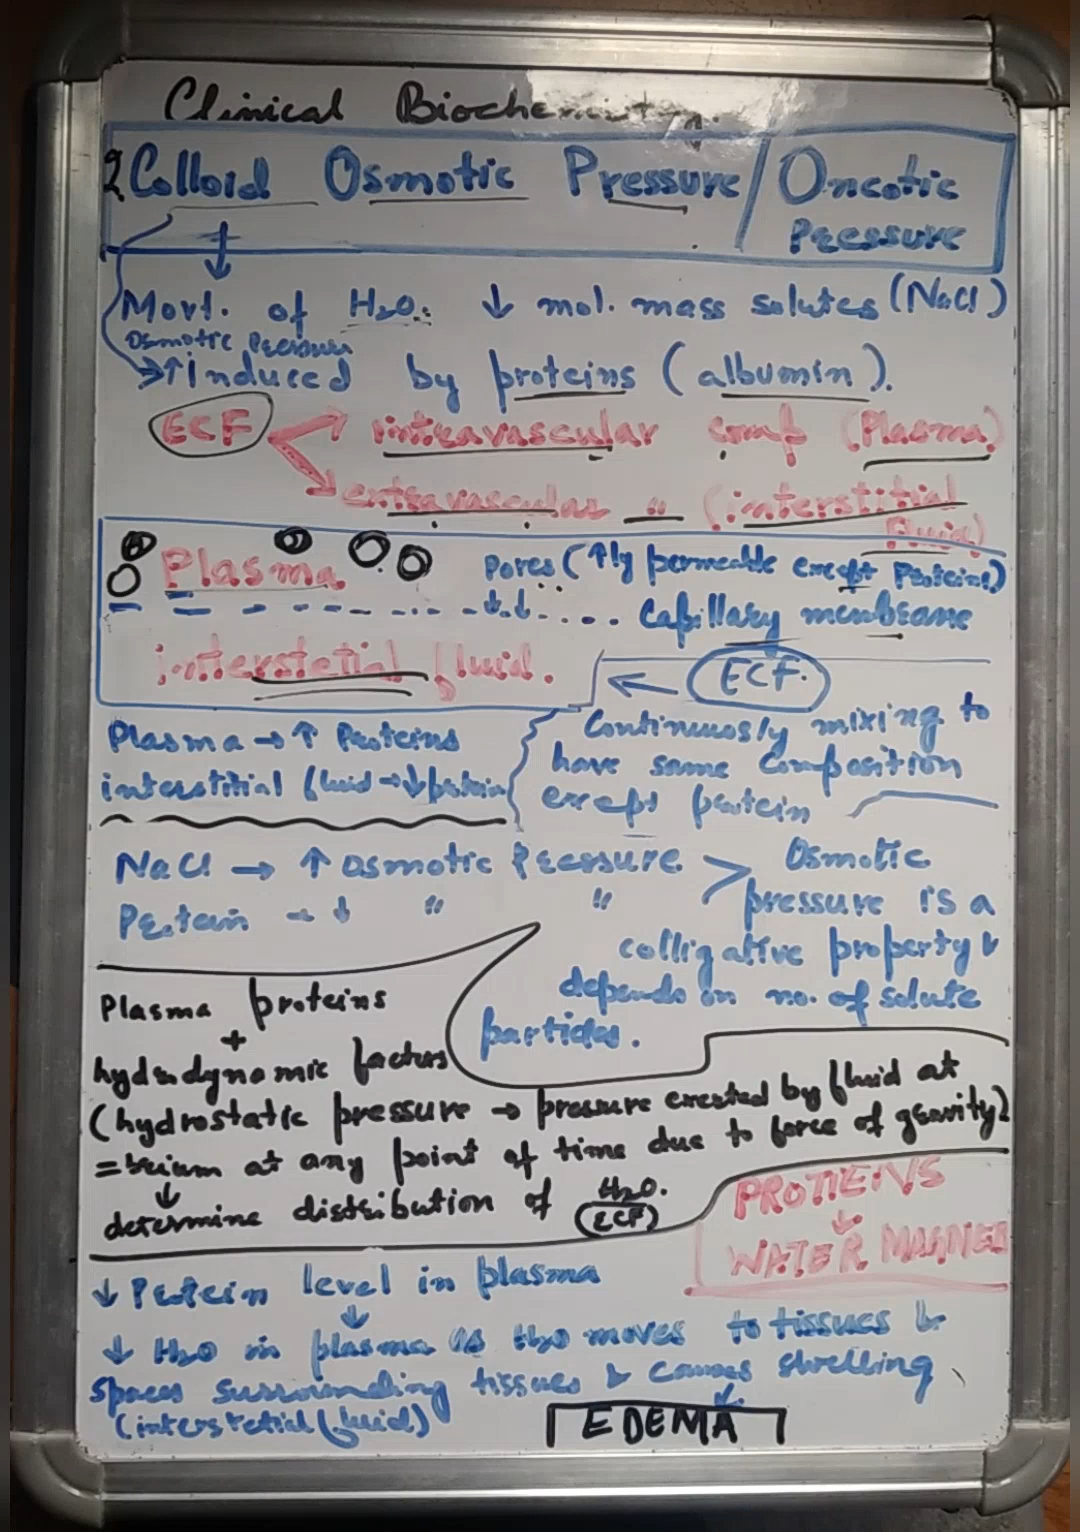 Clinical Biochemistry.
2 Colloid Osmotic Pressure / Oncotic Pressure
Movt. of H₂O: ↓ mol. mass solutes (NaCl)
Osmotic Pressure
→ ↑ induced by proteins (albumin).
ECF → intravascular comp (Plasma)
→ extravascular " (interstitial fluid)
Plasma Pores (↑ly permeable except Proteins)
Capillary membrane
interstetial fluid.
← ECF.
Plasma → ↑ Proteins
interstitial fluid → ↓ protein
Continuously mixing to
have same composition
except protein
NaCl → ↑ Osmotic Pressure
Protein → ↓ " "
> Osmotic
pressure is a
colligative property &
depends on no. of solute
particles.
Plasma proteins
+
hydrodynamic factors
(hydrostatic pressure → pressure exerted by fluid at
=brium at any point of time due to force of gravity)
↓
determine distribution of H₂O.
(ECF)
PROTIENS
↓
WATER MAGNET
↓ Protein level in plasma
↓
↓ H₂O in plasma as H₂O moves to tissues &
spaces surrounding tissues & causes swelling
(interstetial fluid)
↓
EDEMA